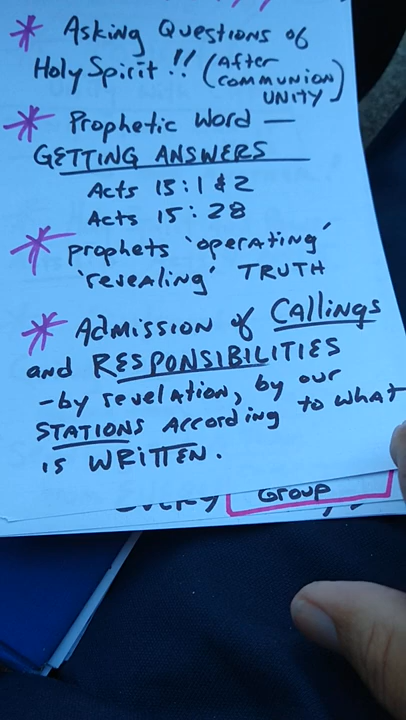 * Asking Questions of
Holy Spirit!! (After
COMMUNION)
UNITY
* Prophetic Word —
GETTING ANSWERS
Acts 15:1 & 2
Acts 15:28
* prophets 'operating'
'revealing' TRUTH
* Admission of Callings
and RESPONSIBILITIES
- by revelation, by our
STATIONS According to what
is WRITTEN.
Group